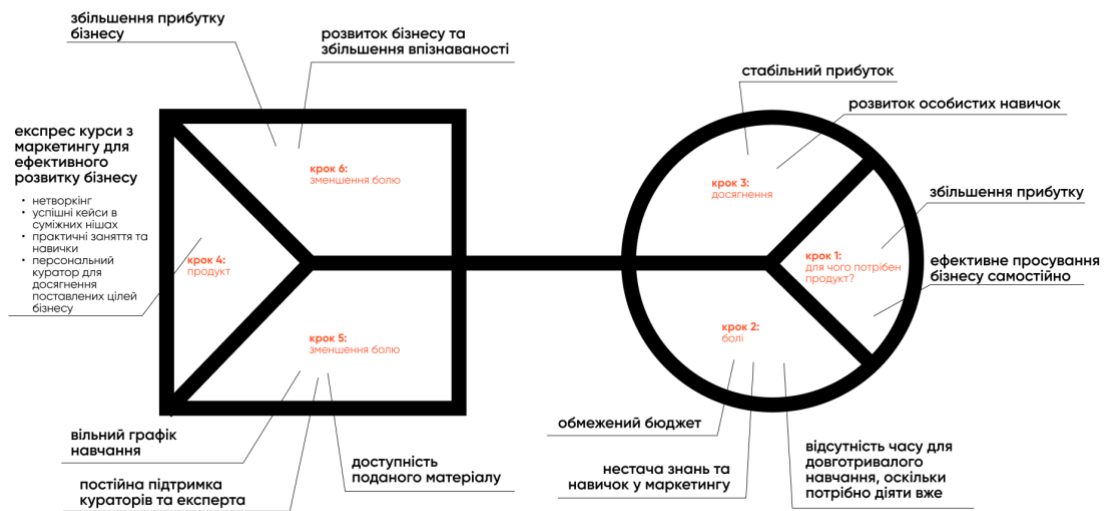 збільшення прибутку
бізнесу
розвиток бізнесу та
збільшення впізнаваності
експрес курси з
маркетингу для
ефективного
розвитку бізнесу
• нетворкінг
• успішні кейси в
суміжних нішах
• практичні заняття та
навички
• персональний
куратор для
досягнення
поставлених цілей
бізнесу
крок 6:
зменшення болю
крок 4:
продукт
крок 5:
зменшення болю
вільний графік
навчання
постійна підтримка
кураторів та експерта
доступність
поданого матеріалу
стабільний прибуток
розвиток особистих навичок
крок 3:
досягнення
збільшення прибутку
крок 1:
для чого потрібен
продукт?
ефективне просування
бізнесу самостійно
крок 2:
болі
обмежений бюджет
нестача знань та
навичок у маркетингу
відсутність часу для
довготривалого
навчання, оскільки
потрібно діяти вже